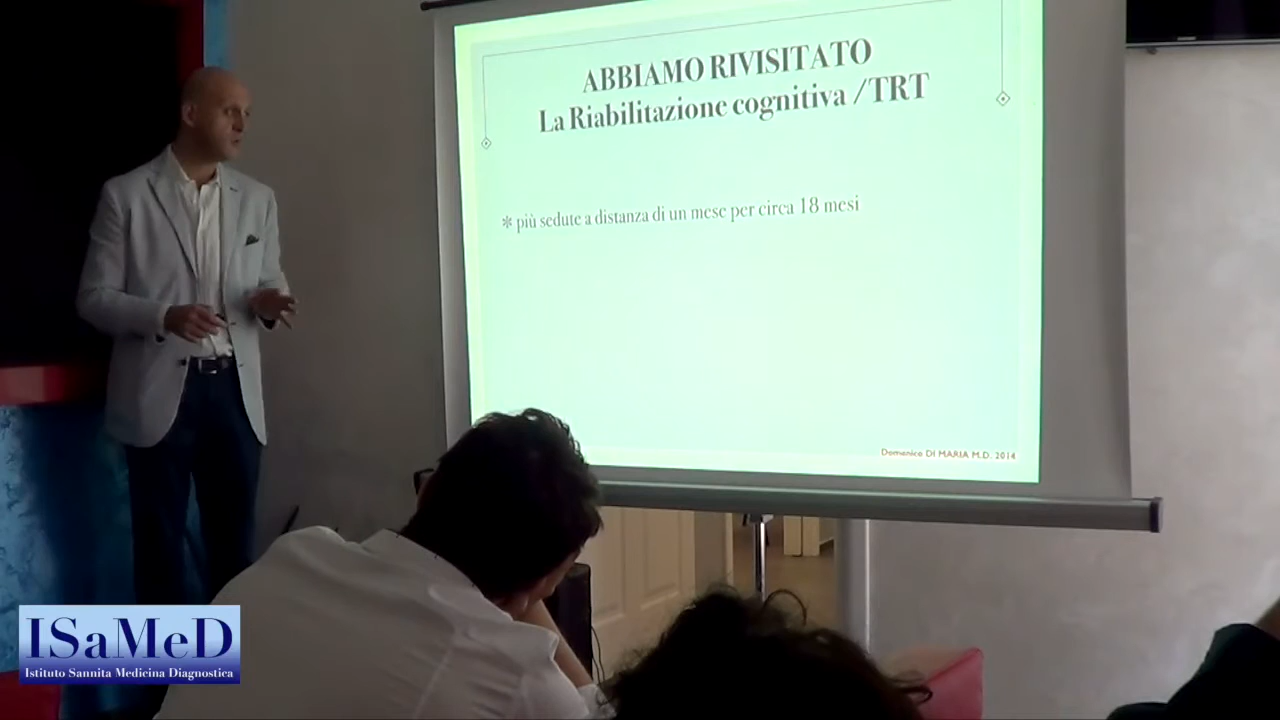 ABBIAMO RIVISITATO
La Riabilitazione cognitiva /TRT
* più sedute a distanza di un mese per circa 18 mesi
Domenico DI MARIA M.D. 2014
ISaMeD
Istituto Sannita Medicina Diagnostica